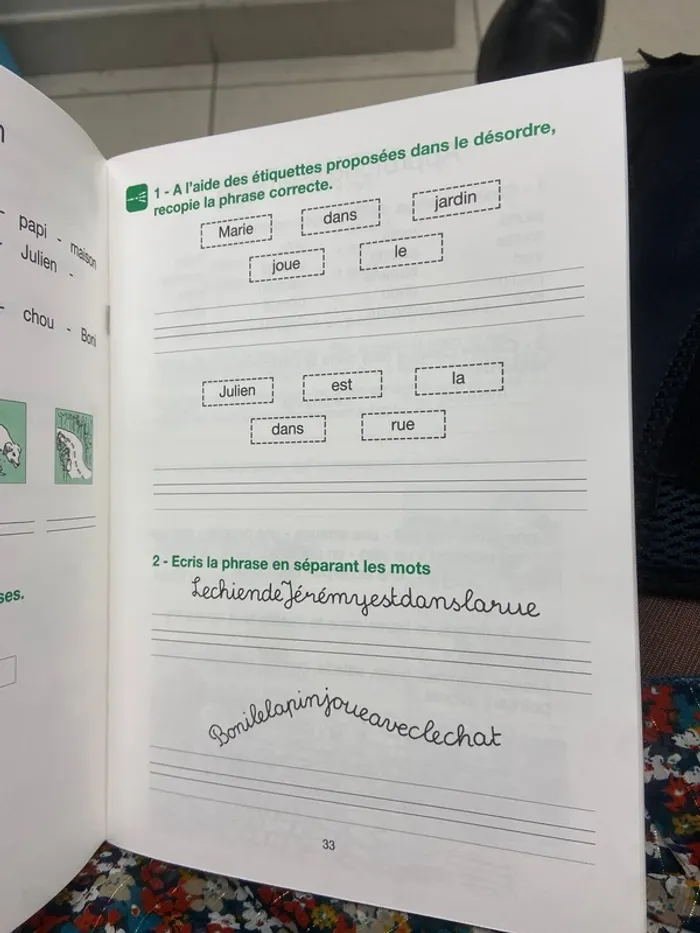 - papi - maison
- Julien -
- chou - Boni
ses.
1 - A l'aide des étiquettes proposées dans le désordre,
recopie la phrase correcte.
Marie dans jardin
joue le
Julien est la
dans rue
2 - Ecris la phrase en séparant les mots
LechiendeJérémyestdanslarue
Bonilelapinjoueaveclechat
33